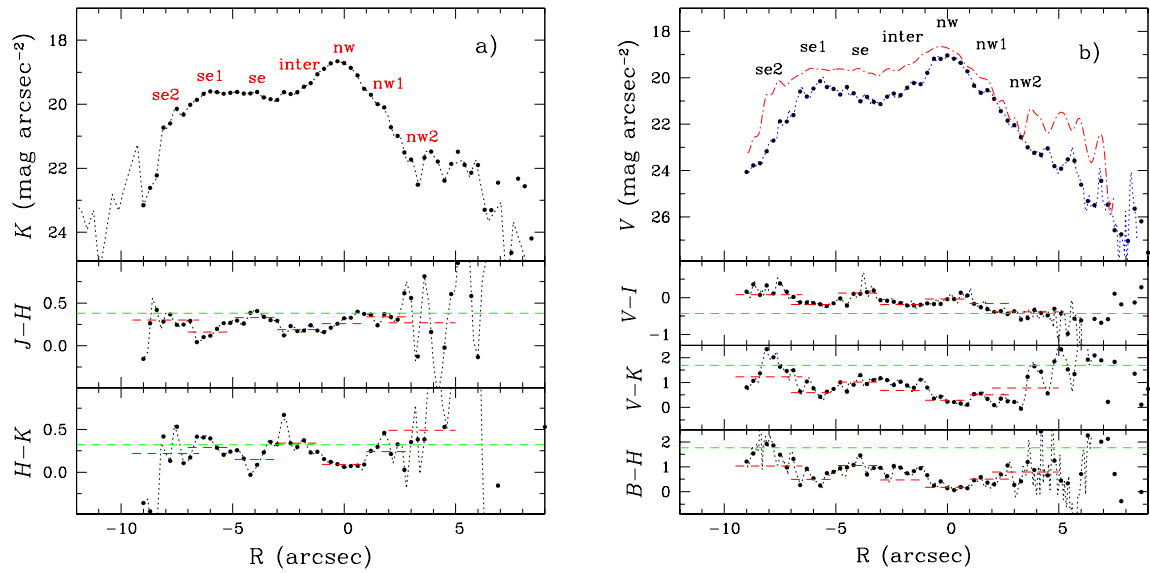 18
20
22
24
K (mag arcsec−2)
a)
se2
se1
se
inter
nw
nw1
nw2
0.5
0.0
J−H
0.5
0.0
H−K
−10
−5
0
5
R (arcsec)
18
20
22
24
26
V (mag arcsec−2)
b)
se2
se1
se
inter
nw
nw1
nw2
0
−1
V−I
2
1
0
V−K
2
1
0
B−H
−10
−5
0
5
R (arcsec)